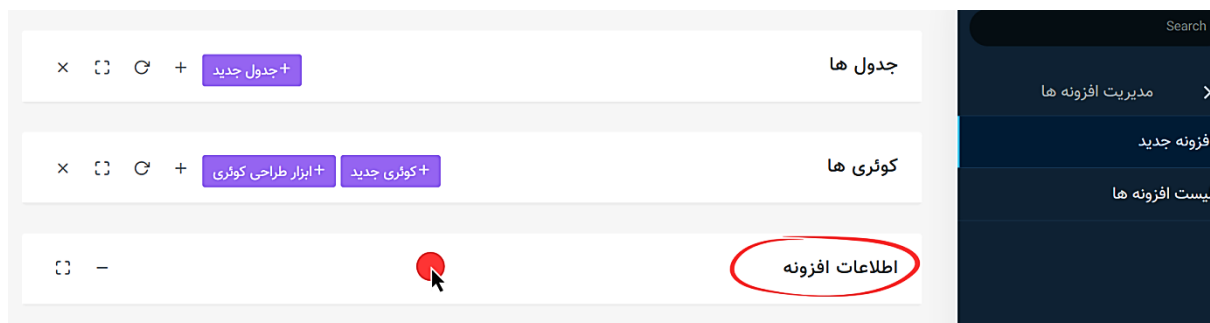 Search
مدیریت افزونه ها
فزونه جدید
یست افزونه ها
جدول ها
+جدول جدید
کوئری ها
+کوئری جدید
+ابزار طراحی کوئری
اطلاعات افزونه